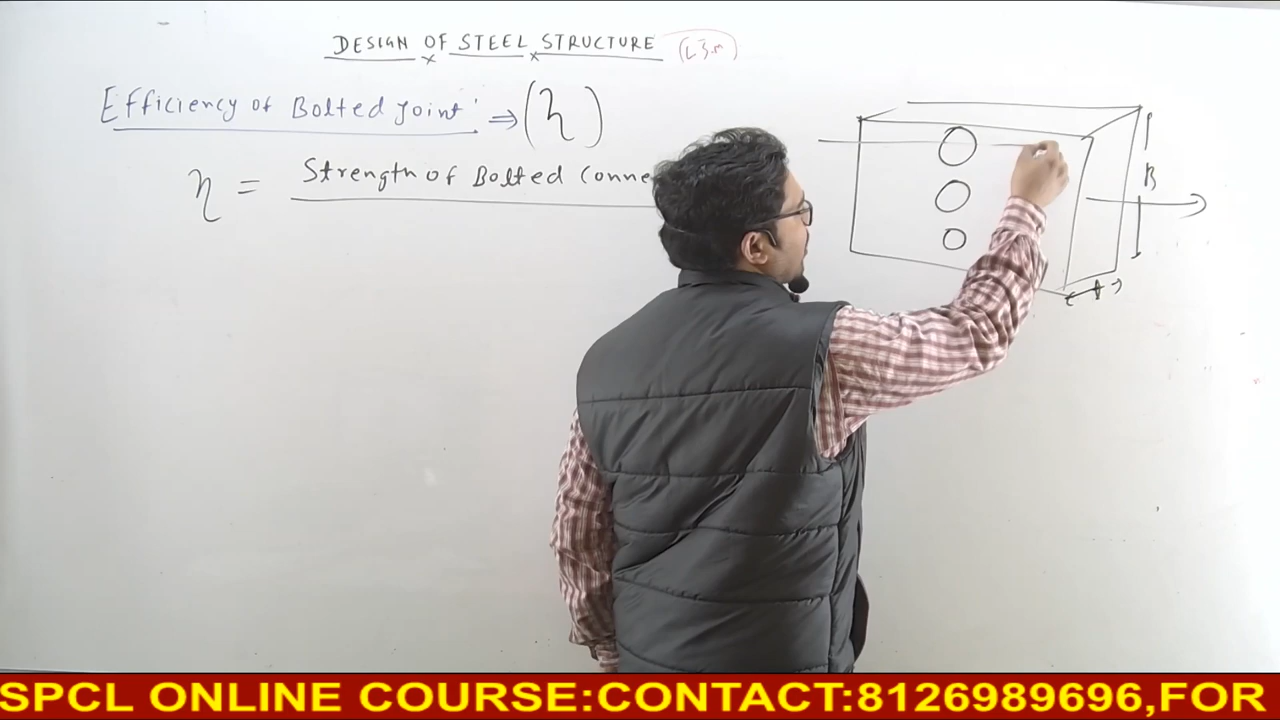 DESIGN OF STEEL STRUCTURE
Efficiency of Bolted Joint ⇒ (η)
η = Strength of Bolted Conne
B
t
SPCL ONLINE COURSE:CONTACT:8126989696,FOR